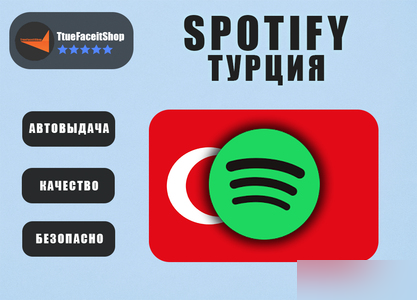 TtueFaceitShop
SPOTIFY
ТУРЦИЯ
АВТОВЫДАЧА
КАЧЕСТВО
БЕЗОПАСНО